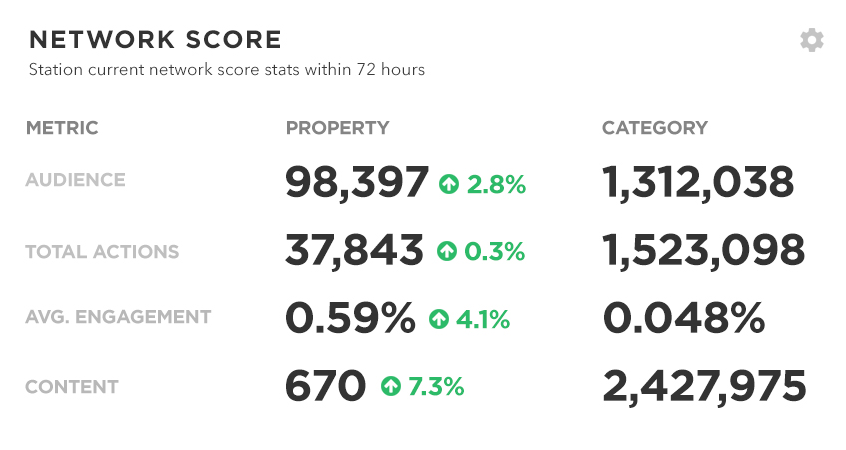 NETWORK SCORE
Station current network score stats within 72 hours
METRIC PROPERTY CATEGORY
AUDIENCE 98,397 2.8% 1,312,038
TOTAL ACTIONS 37,843 0.3% 1,523,098
AVG. ENGAGEMENT 0.59% 4.1% 0.048%
CONTENT 670 7.3% 2,427,975